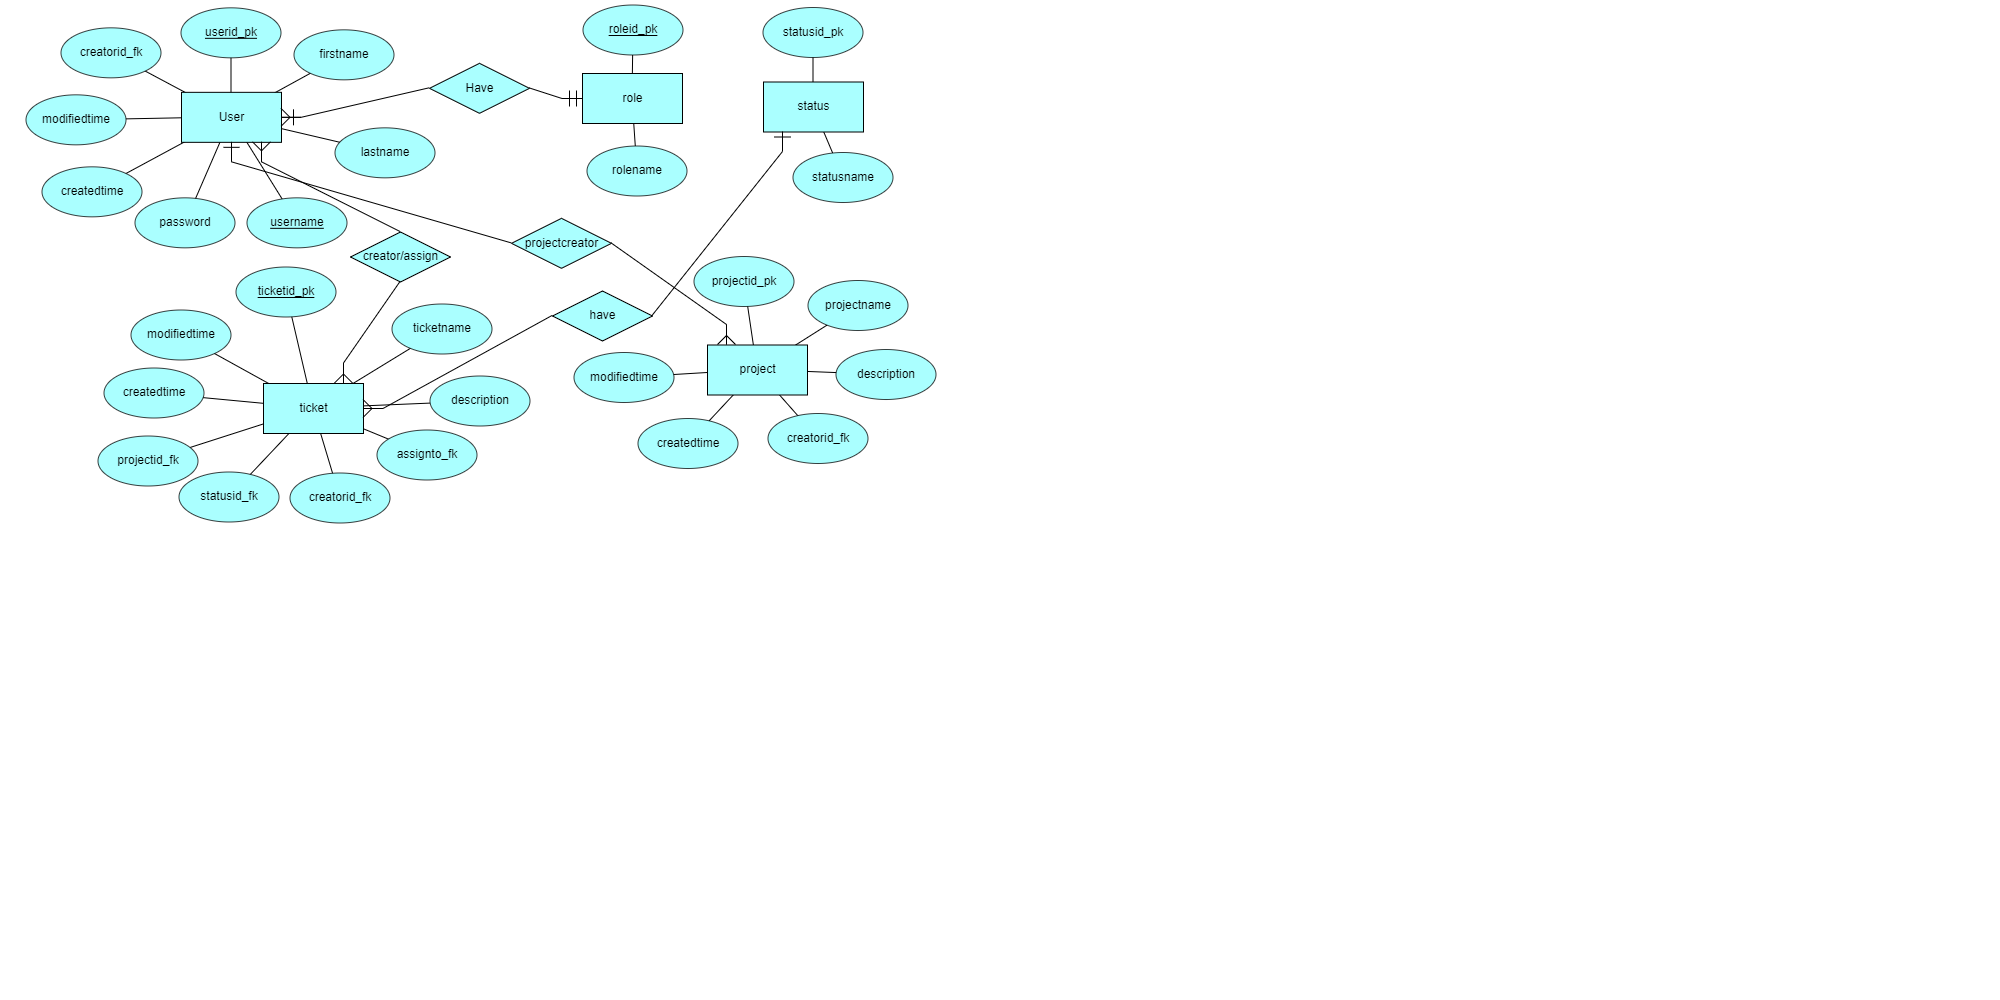 userid_pk
creatorid_fk
firstname
modifiedtime
User
lastname
createdtime
password
username
Have
roleid_pk
role
rolename
statusid_pk
status
statusname
projectcreator
creator/assign
have
ticketid_pk
modifiedtime
ticketname
createdtime
ticket
description
projectid_fk
assignto_fk
statusid_fk
creatorid_fk
projectid_pk
projectname
modifiedtime
project
description
createdtime
creatorid_fk